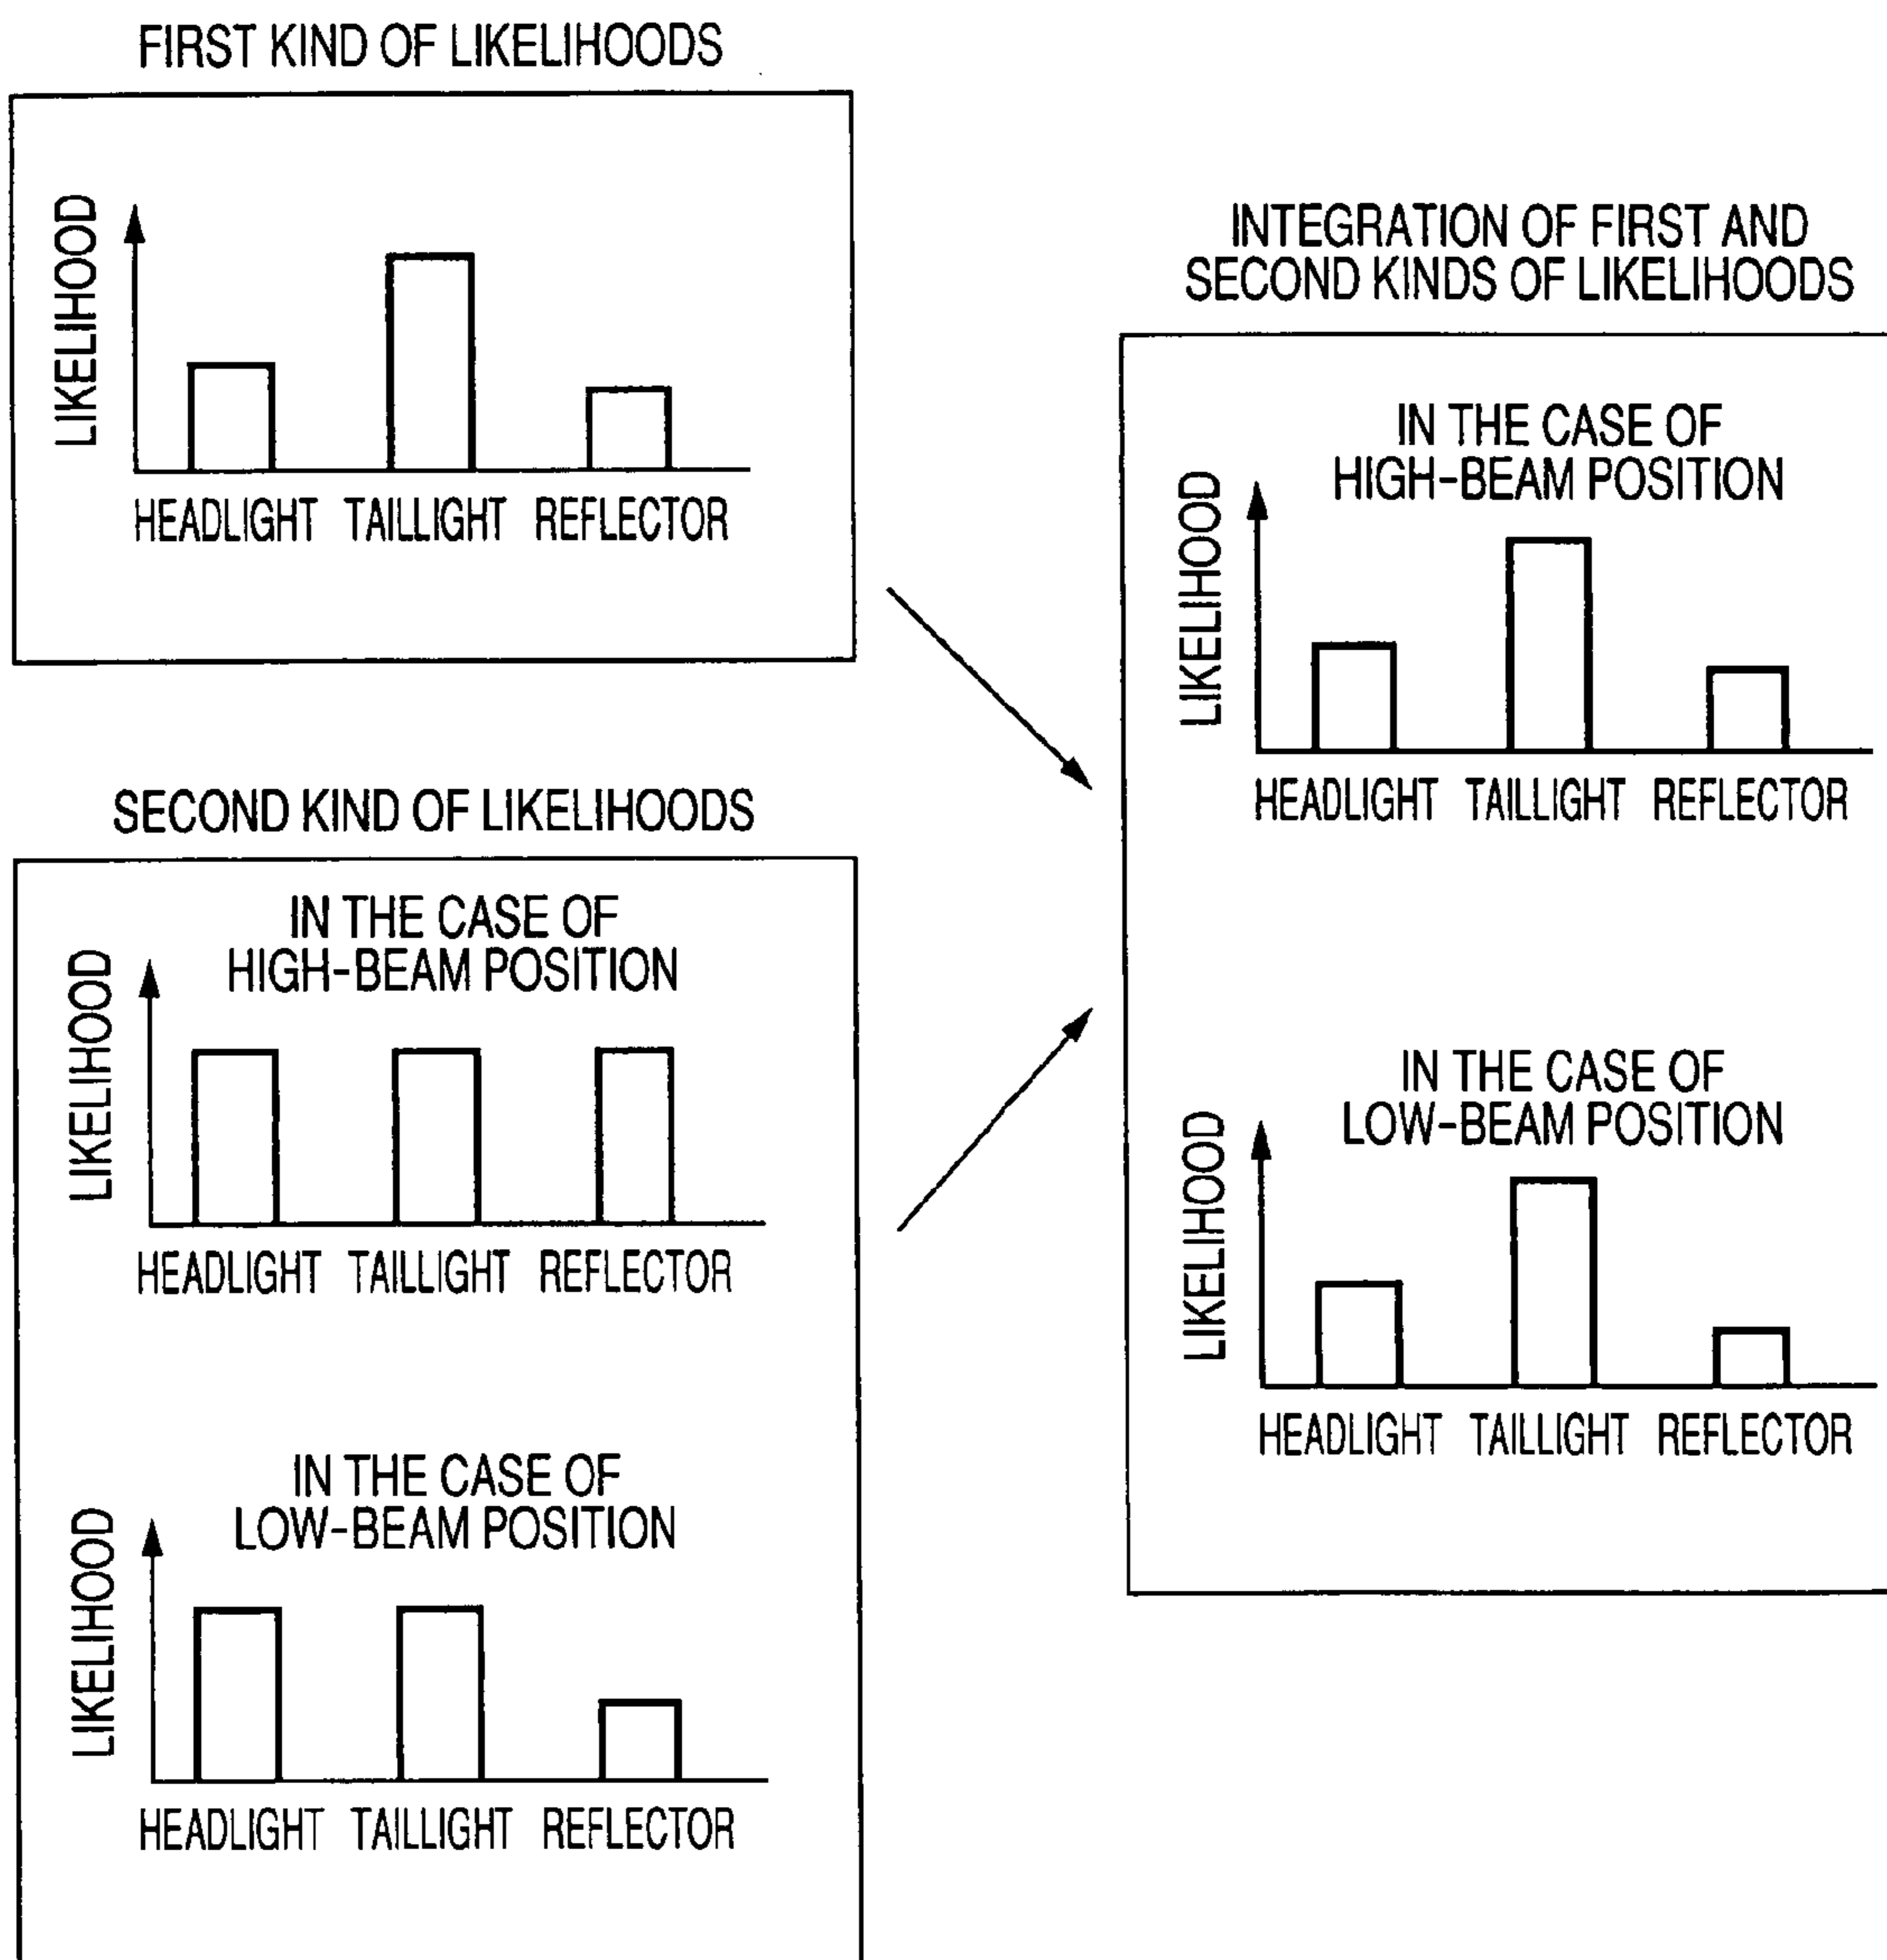 FIRST KIND OF LIKELIHOODS
LIKELIHOOD
HEADLIGHT TAILLIGHT REFLECTOR
SECOND KIND OF LIKELIHOODS
IN THE CASE OF
HIGH-BEAM POSITION
LIKELIHOOD
HEADLIGHT TAILLIGHT REFLECTOR
IN THE CASE OF
LOW-BEAM POSITION
LIKELIHOOD
HEADLIGHT TAILLIGHT REFLECTOR
INTEGRATION OF FIRST AND
SECOND KINDS OF LIKELIHOODS
IN THE CASE OF
HIGH-BEAM POSITION
LIKELIHOOD
HEADLIGHT TAILLIGHT REFLECTOR
IN THE CASE OF
LOW-BEAM POSITION
LIKELIHOOD
HEADLIGHT TAILLIGHT REFLECTOR